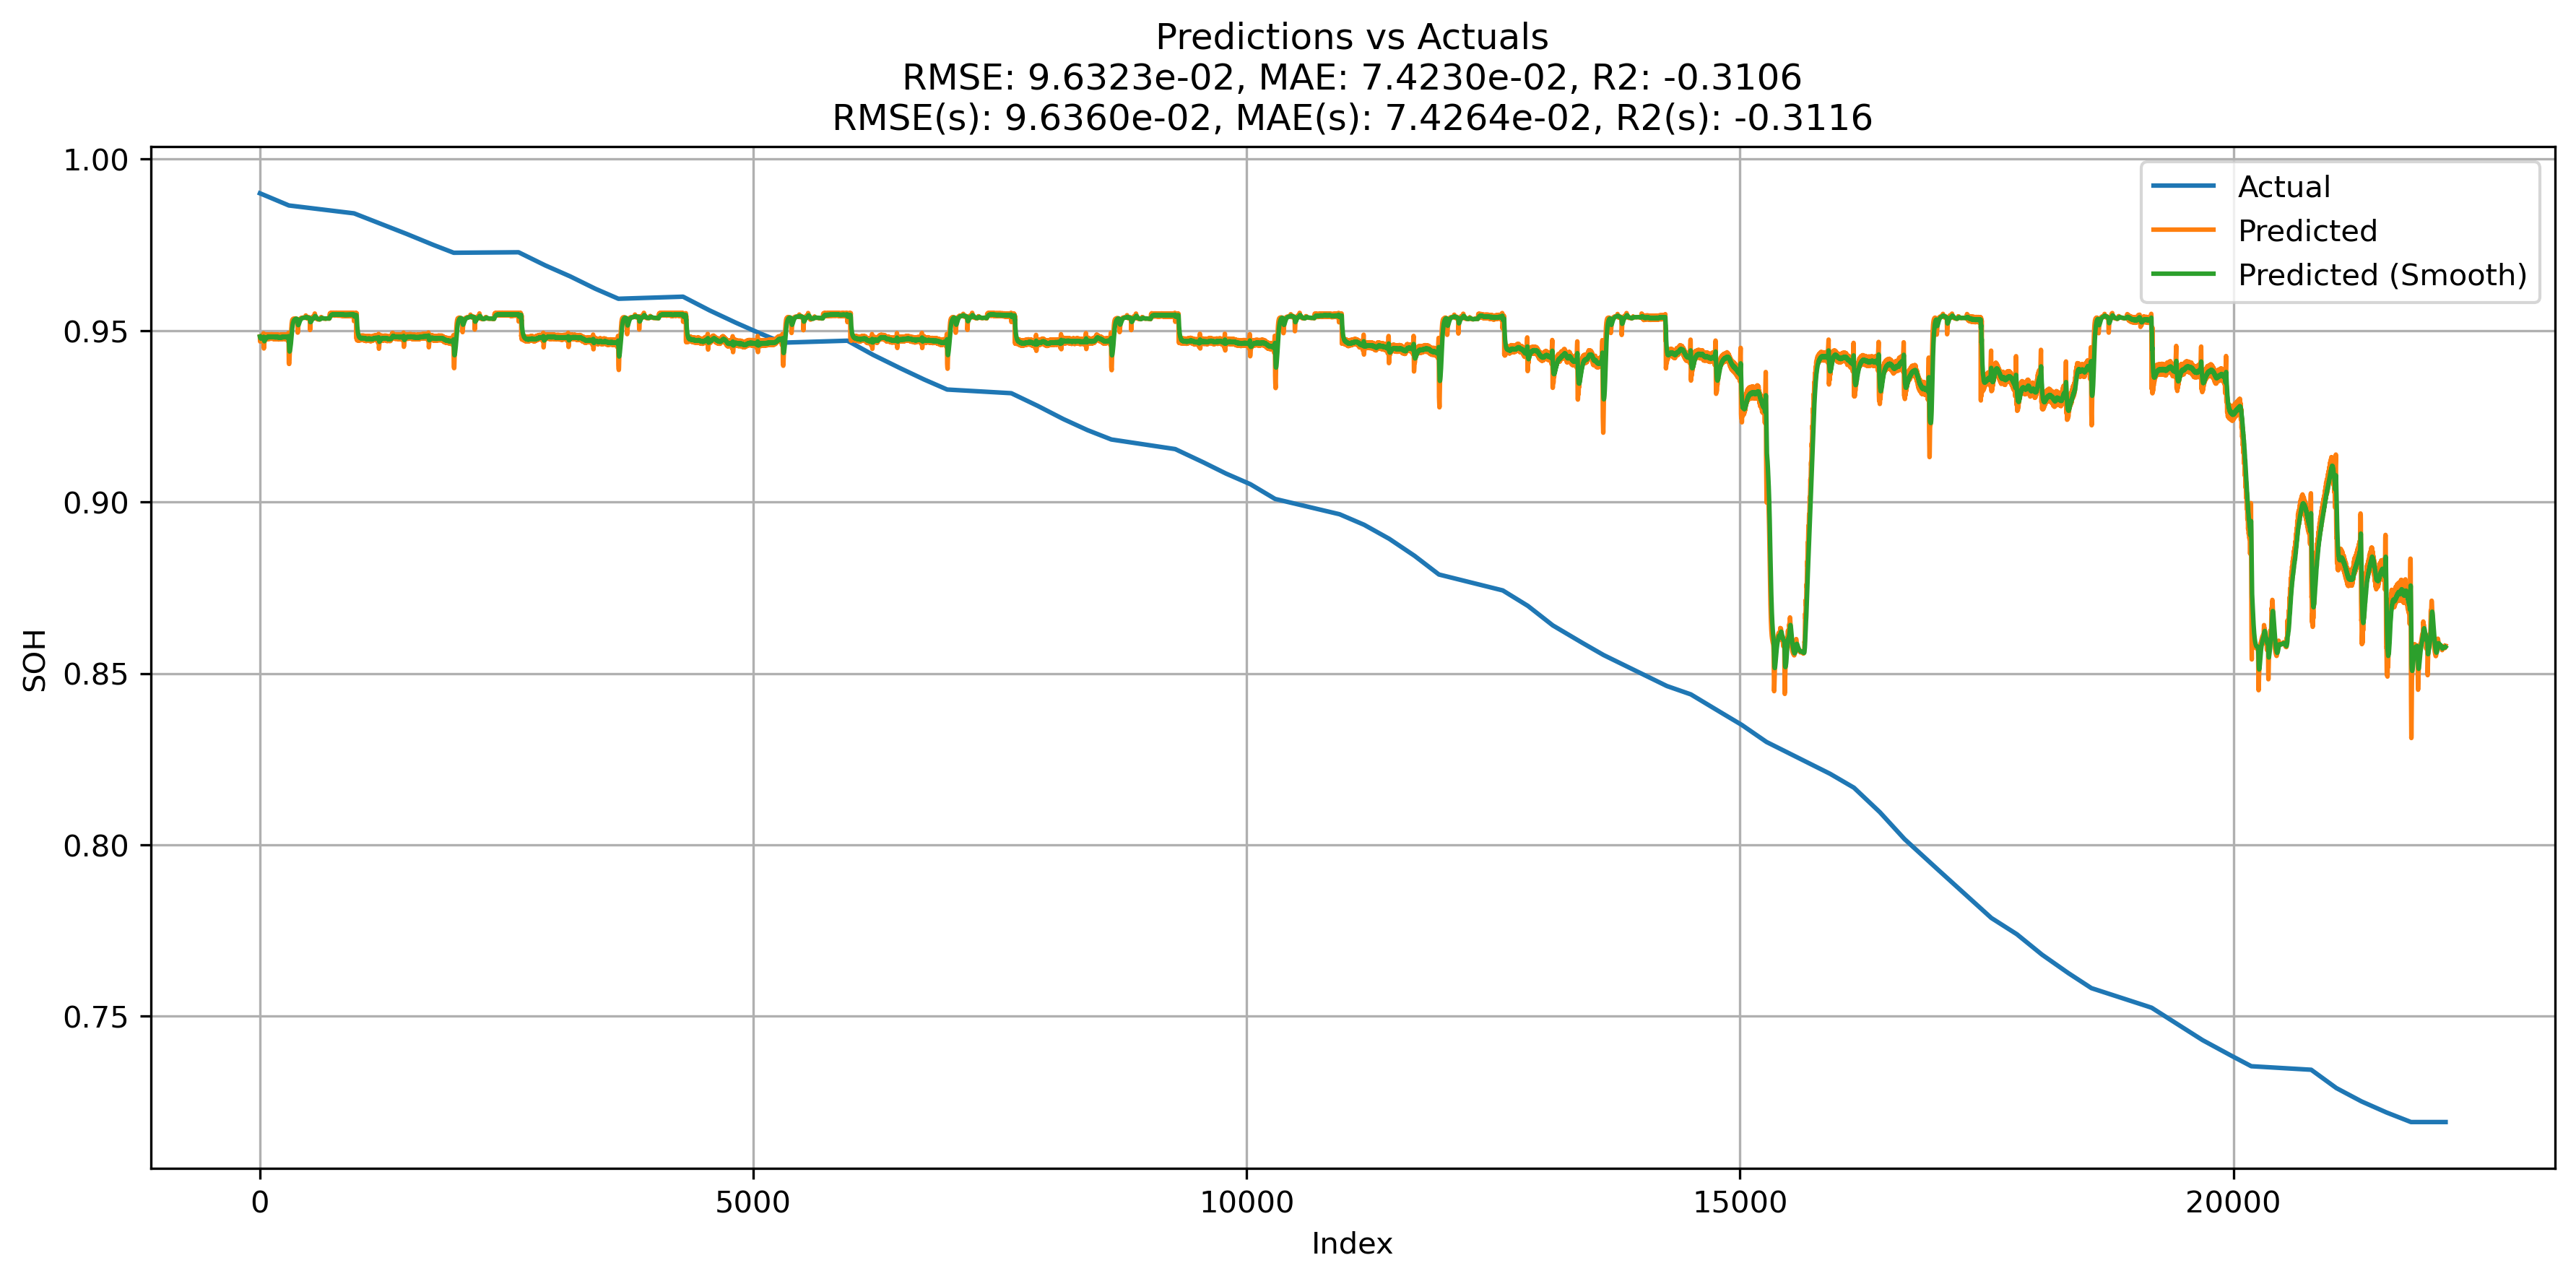 Predictions vs Actuals
RMSE: 9.6323e-02, MAE: 7.4230e-02, R2: -0.3106
RMSE(s): 9.6360e-02, MAE(s): 7.4264e-02, R2(s): -0.3116
1.00
0.95
0.90
0.85
0.80
0.75
SOH
Actual
Predicted
Predicted (Smooth)
0 5000 10000 15000 20000
Index